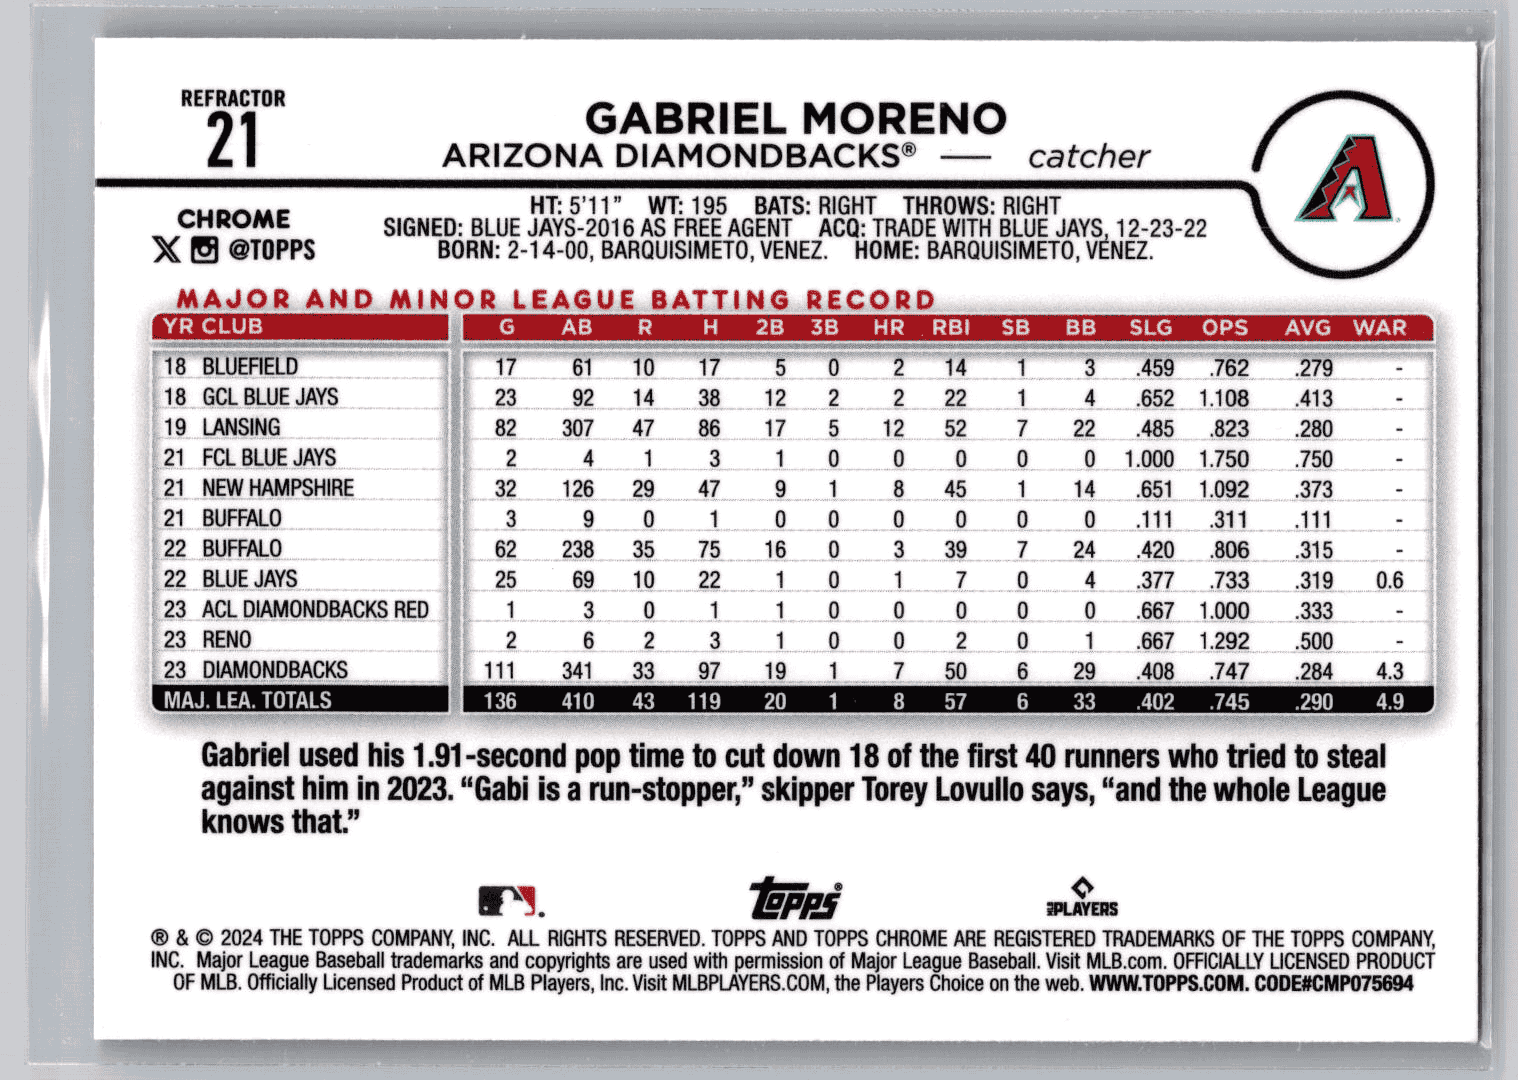 REFRACTOR
21
GABRIEL MORENO
ARIZONA DIAMONDBACKS® — catcher
CHROME
@TOPPS
HT: 5'11" WT: 195 BATS: RIGHT THROWS: RIGHT
SIGNED: BLUE JAYS-2016 AS FREE AGENT ACQ: TRADE WITH BLUE JAYS, 12-23-22
BORN: 2-14-00, BARQUISIMETO, VENEZ. HOME: BARQUISIMETO, VENEZ.
MAJOR AND MINOR LEAGUE BATTING RECORD
YR CLUB G AB R H 2B 3B HR RBI SB BB SLG OPS AVG WAR
18 BLUEFIELD 17 61 10 17 5 0 2 14 1 3 .459 .762 .279 -
18 GCL BLUE JAYS 23 92 14 38 12 2 2 22 1 4 .652 1.108 .413 -
19 LANSING 82 307 47 86 17 5 12 52 7 22 .485 .823 .280 -
21 FCL BLUE JAYS 2 4 1 3 1 0 0 0 0 0 1.000 1.750 .750 -
21 NEW HAMPSHIRE 32 126 29 47 9 1 8 45 1 14 .651 1.092 .373 -
21 BUFFALO 3 9 0 1 0 0 0 0 0 0 .111 .311 .111 -
22 BUFFALO 62 238 35 75 16 0 3 39 7 24 .420 .806 .315 -
22 BLUE JAYS 25 69 10 22 1 0 1 7 0 4 .377 .733 .319 0.6
23 ACL DIAMONDBACKS RED 1 3 0 1 1 0 0 0 0 0 .667 1.000 .333 -
23 RENO 2 6 2 3 1 0 0 2 0 1 .667 1.292 .500 -
23 DIAMONDBACKS 111 341 33 97 19 1 7 50 6 29 .408 .747 .284 4.3
MAJ. LEA. TOTALS 136 410 43 119 20 1 8 57 6 33 .402 .745 .290 4.9
Gabriel used his 1.91-second pop time to cut down 18 of the first 40 runners who tried to steal
against him in 2023. “Gabi is a run-stopper,” skipper Torey Lovullo says, “and the whole League
knows that.”
Topps®
PLAYERS
® & © 2024 THE TOPPS COMPANY, INC. ALL RIGHTS RESERVED. TOPPS AND TOPPS CHROME ARE REGISTERED TRADEMARKS OF THE TOPPS COMPANY,
INC. Major League Baseball trademarks and copyrights are used with permission of Major League Baseball. Visit MLB.com. OFFICIALLY LICENSED PRODUCT
OF MLB. Officially Licensed Product of MLB Players, Inc. Visit MLBPLAYERS.COM, the Players Choice on the web. WWW.TOPPS.COM. CODE#CMP075694